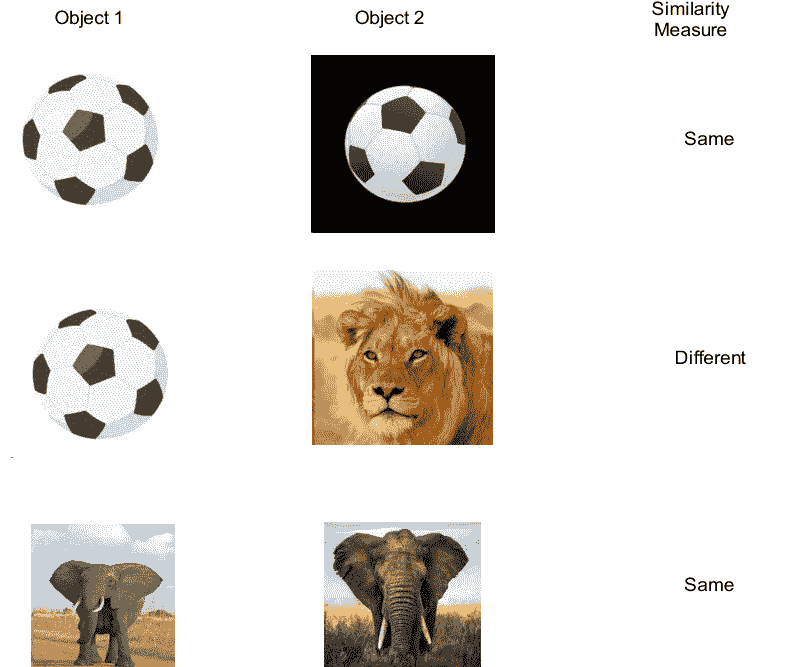 Object 1
Object 2
Similarity
Measure
Same
Different
Same